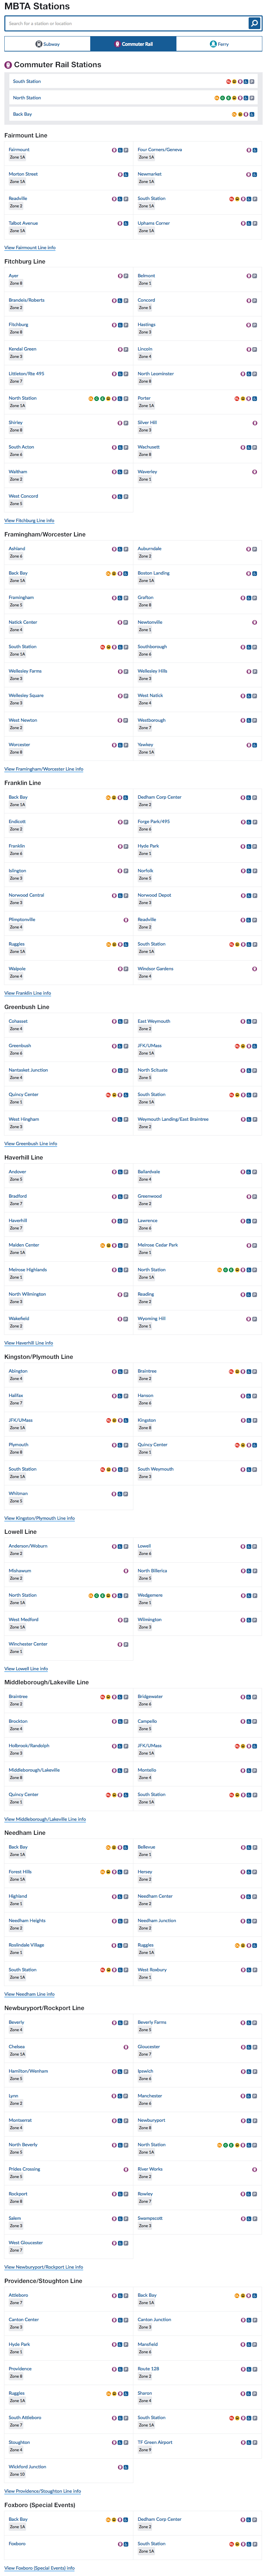 MBTA Stations
Search for a station or location
Subway
Commuter Rail
Ferry
Commuter Rail Stations
South Station
North Station
Back Bay
Fairmount Line
Fairmount
Zone 1A
Four Corners/Geneva
Zone 1A
Morton Street
Zone 1A
Newmarket
Zone 1A
Readville
Zone 2
South Station
Zone 1A
Talbot Avenue
Zone 1A
Uphams Corner
Zone 1A
View Fairmount Line info
Fitchburg Line
Ayer
Zone 8
Belmont
Zone 1
Brandeis/Roberts
Zone 2
Concord
Zone 5
Fitchburg
Zone 8
Hastings
Zone 3
Kendal Green
Zone 3
Lincoln
Zone 4
Littleton/Rte 495
Zone 7
North Leominster
Zone 8
North Station
Zone 1A
Porter
Zone 1A
Shirley
Zone 8
Silver Hill
Zone 3
South Acton
Zone 6
Wachusett
Zone 8
Waltham
Zone 2
Waverley
Zone 1
West Concord
Zone 5
View Fitchburg Line info
Framingham/Worcester Line
Ashland
Zone 6
Auburndale
Zone 2
Back Bay
Zone 1A
Boston Landing
Zone 1A
Framingham
Zone 5
Grafton
Zone 8
Natick Center
Zone 4
Newtonville
Zone 1
South Station
Zone 1A
Southborough
Zone 6
Wellesley Farms
Zone 3
Wellesley Hills
Zone 3
Wellesley Square
Zone 3
West Natick
Zone 4
West Newton
Zone 2
Westborough
Zone 7
Worcester
Zone 8
Yawkey
Zone 1A
View Framingham/Worcester Line info
Franklin Line
Back Bay
Zone 1A
Dedham Corp Center
Zone 2
Endicott
Zone 2
Forge Park/495
Zone 6
Franklin
Zone 6
Hyde Park
Zone 1
Islington
Zone 3
Norfolk
Zone 5
Norwood Central
Zone 3
Norwood Depot
Zone 3
Plimptonville
Zone 4
Readville
Zone 2
Ruggles
Zone 1A
South Station
Zone 1A
Walpole
Zone 4
Windsor Gardens
Zone 4
View Franklin Line info
Greenbush Line
Cohasset
Zone 4
East Weymouth
Zone 2
Greenbush
Zone 6
JFK/UMass
Zone 1A
Nantasket Junction
Zone 4
North Scituate
Zone 5
Quincy Center
Zone 1
South Station
Zone 1A
West Hingham
Zone 3
Weymouth Landing/East Braintree
Zone 2
View Greenbush Line info
Haverhill Line
Andover
Zone 5
Ballardvale
Zone 4
Bradford
Zone 7
Greenwood
Zone 2
Haverhill
Zone 7
Lawrence
Zone 6
Malden Center
Zone 1A
Melrose Cedar Park
Zone 1
Melrose Highlands
Zone 1
North Station
Zone 1A
North Wilmington
Zone 3
Reading
Zone 2
Wakefield
Zone 2
Wyoming Hill
Zone 1
View Haverhill Line info
Kingston/Plymouth Line
Abington
Zone 4
Braintree
Zone 2
Halifax
Zone 7
Hanson
Zone 6
JFK/UMass
Zone 1A
Kingston
Zone 8
Plymouth
Zone 8
Quincy Center
Zone 1
South Station
Zone 1A
South Weymouth
Zone 3
Whitman
Zone 5
View Kingston/Plymouth Line info
Lowell Line
Anderson/Woburn
Zone 2
Lowell
Zone 6
Mishawum
Zone 2
North Billerica
Zone 5
North Station
Zone 1A
Wedgemere
Zone 1
West Medford
Zone 1A
Wilmington
Zone 3
Winchester Center
Zone 1
View Lowell Line info
Middleborough/Lakeville Line
Braintree
Zone 2
Bridgewater
Zone 6
Brockton
Zone 4
Campello
Zone 5
Holbrook/Randolph
Zone 3
JFK/UMass
Zone 1A
Middleborough/Lakeville
Zone 8
Montello
Zone 4
Quincy Center
Zone 1
South Station
Zone 1A
View Middleborough/Lakeville Line info
Needham Line
Back Bay
Zone 1A
Bellevue
Zone 1
Forest Hills
Zone 1A
Hersey
Zone 2
Highland
Zone 1
Needham Center
Zone 2
Needham Heights
Zone 2
Needham Junction
Zone 2
Roslindale Village
Zone 1
Ruggles
Zone 1A
South Station
Zone 1A
West Roxbury
Zone 1
View Needham Line info
Newburyport/Rockport Line
Beverly
Zone 4
Beverly Farms
Zone 5
Chelsea
Zone 1A
Gloucester
Zone 7
Hamilton/Wenham
Zone 5
Ipswich
Zone 6
Lynn
Zone 2
Manchester
Zone 6
Montserrat
Zone 4
Newburyport
Zone 8
North Beverly
Zone 5
North Station
Zone 1A
Prides Crossing
Zone 5
River Works
Zone 2
Rockport
Zone 8
Rowley
Zone 7
Salem
Zone 3
Swampscott
Zone 3
West Gloucester
Zone 7
View Newburyport/Rockport Line info
Providence/Stoughton Line
Attleboro
Zone 7
Back Bay
Zone 1A
Canton Center
Zone 3
Canton Junction
Zone 3
Hyde Park
Zone 1
Mansfield
Zone 6
Providence
Zone 8
Route 128
Zone 2
Ruggles
Zone 1A
Sharon
Zone 4
South Attleboro
Zone 7
South Station
Zone 1A
Stoughton
Zone 4
TF Green Airport
Zone 9
Wickford Junction
Zone 10
View Providence/Stoughton Line info
Foxboro (Special Events)
Back Bay
Zone 1A
Dedham Corp Center
Zone 2
Foxboro
South Station
Zone 1A
View Foxboro (Special Events) info